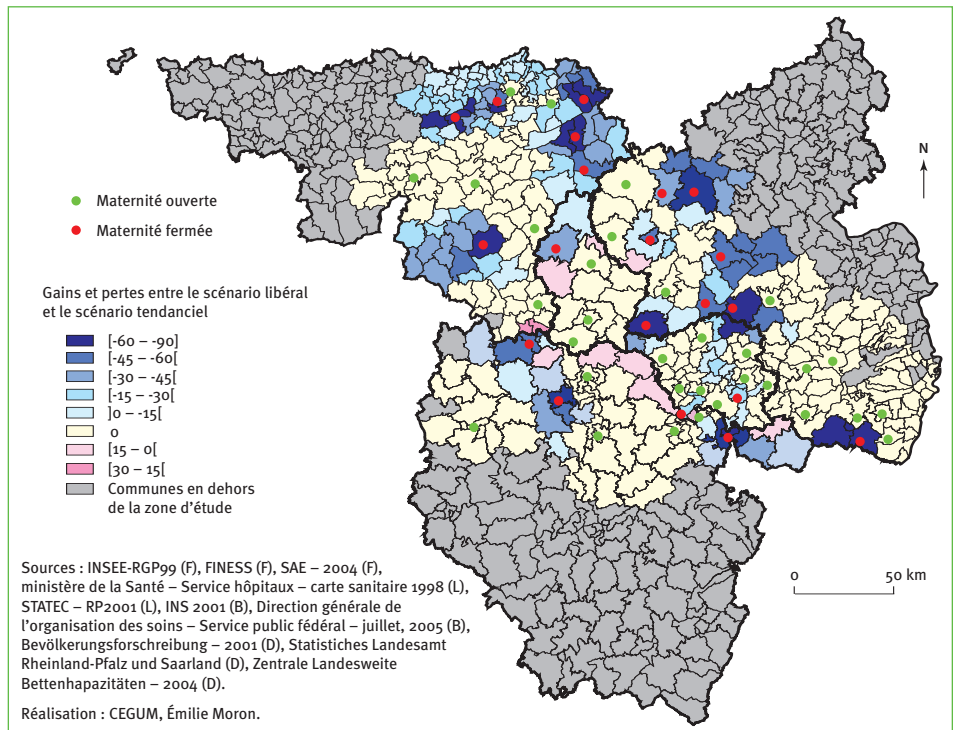 N
Maternité ouverte
Maternité fermée
Gains et pertes entre le scénario libéral
et le scénario tendanciel
[-60 – -90]
[-45 – -60[
[-30 – -45[
[-15 – -30[
]0 – -15[
0
[15 – 0[
[30 – 15[
Communes en dehors
de la zone d'étude
0 50 km
Sources : INSEE-RGP99 (F), FINESS (F), SAE – 2004 (F),
ministère de la Santé – Service hôpitaux – carte sanitaire 1998 (L),
STATEC – RP2001 (L), INS 2001 (B), Direction générale de
l'organisation des soins – Service public fédéral – juillet, 2005 (B),
Bevölkerungsforschreibung – 2001 (D), Statistiches Landesamt
Rheinland-Pfalz und Saarland (D), Zentrale Landesweite
Bettenhapazitäten – 2004 (D).
Réalisation : CEGUM, Émilie Moron.